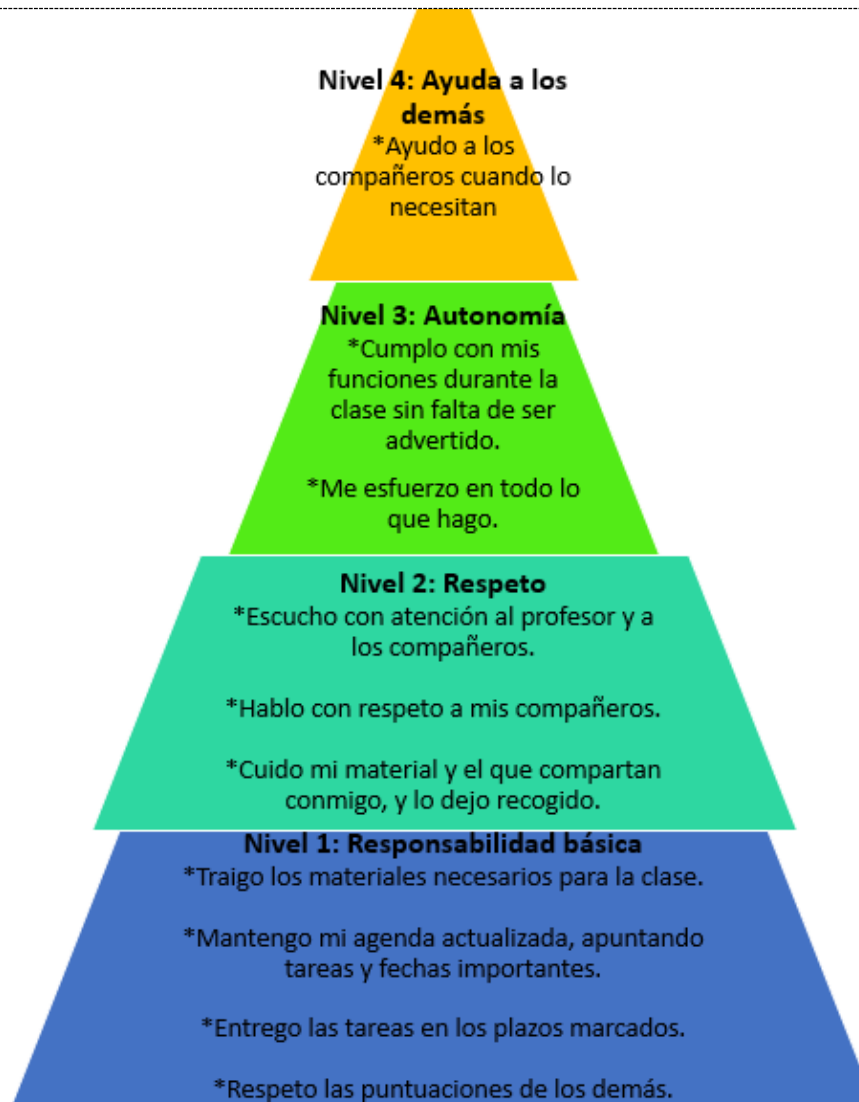 Nivel 4: Ayuda a los
demás
*Ayudo a los
compañeros cuando lo
necesitan
Nivel 3: Autonomía
*Cumplo con mis
funciones durante la
clase sin falta de ser
advertido.
*Me esfuerzo en todo lo
que hago.
Nivel 2: Respeto
*Escucho con atención al profesor y a
los compañeros.
*Hablo con respeto a mis compañeros.
*Cuido mi material y el que compartan
conmigo, y lo dejo recogido.
Nivel 1: Responsabilidad básica
*Traigo los materiales necesarios para la clase.
*Mantengo mi agenda actualizada, apuntando
tareas y fechas importantes.
*Entrego las tareas en los plazos marcados.
*Respeto las puntuaciones de los demás.